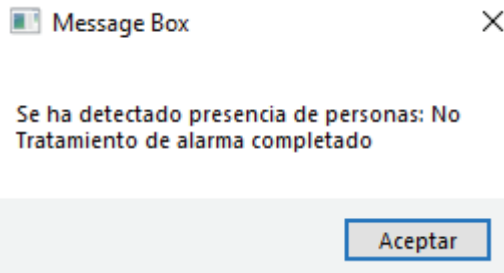 Message Box
Se ha detectado presencia de personas: No
Tratamiento de alarma completado
Aceptar